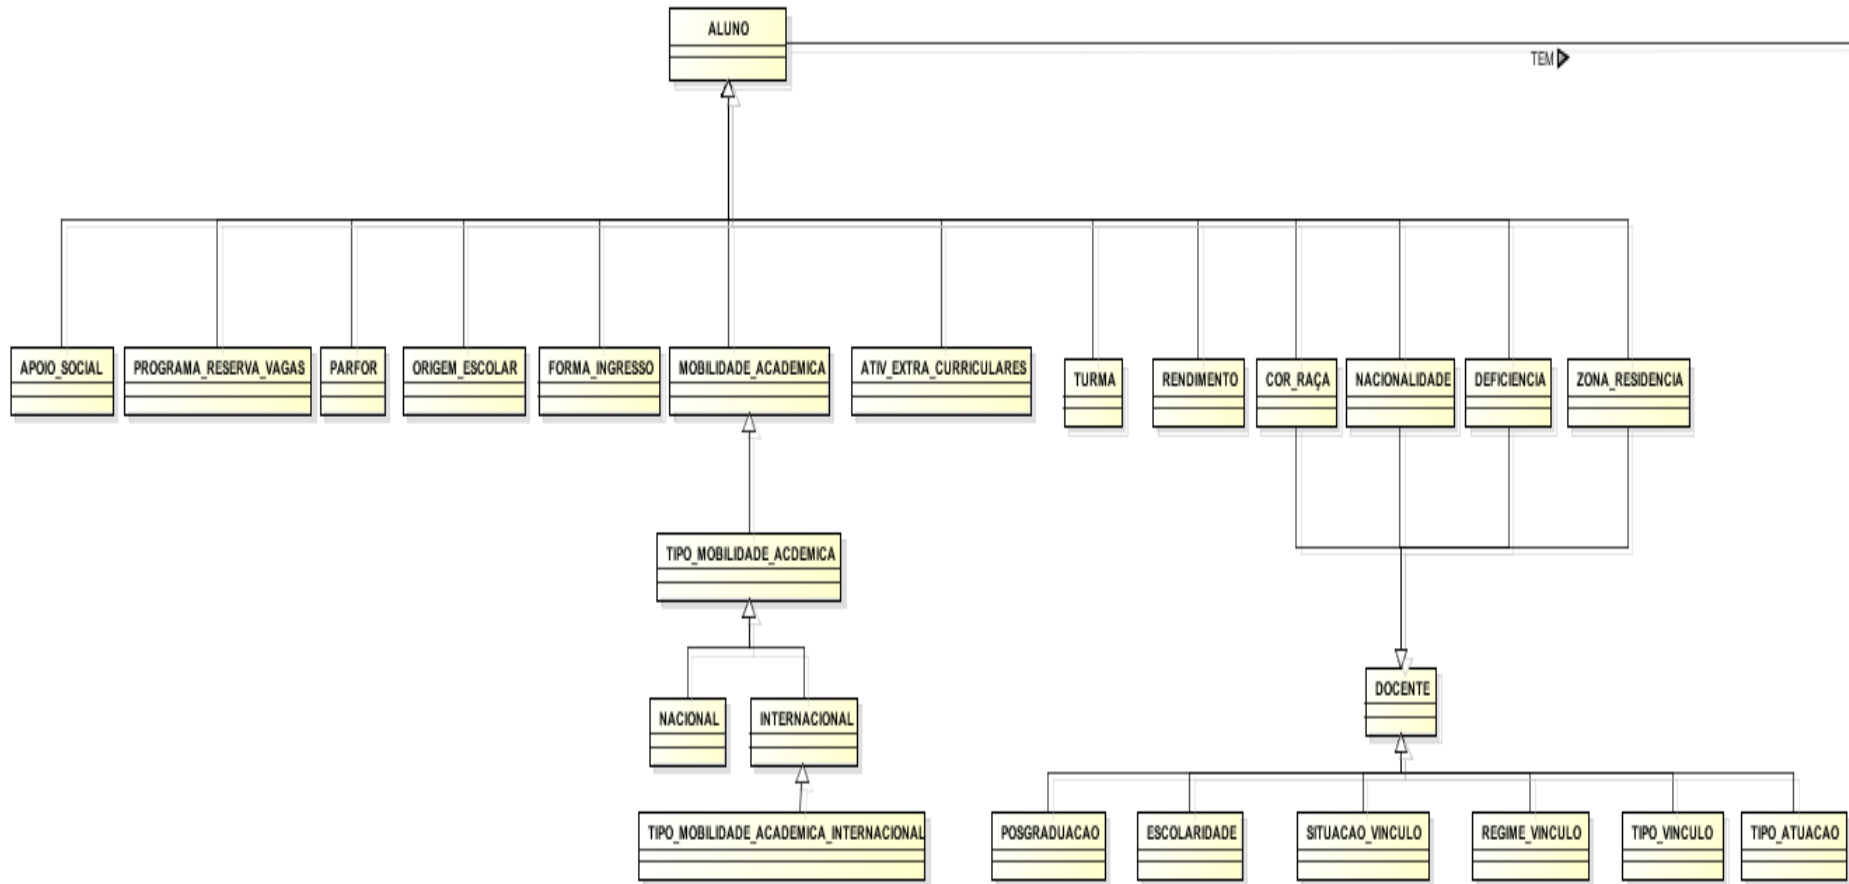 ALUNO
TEM
APOIO_SOCIAL
PROGRAMA_RESERVA_VAGAS
PARFOR
ORIGEM_ESCOLAR
FORMA_INGRESSO
MOBILIDADE_ACADEMICA
ATIV_EXTRA_CURRICULARES
TURMA
RENDIMENTO
COR_RAÇA
NACIONALIDADE
DEFICIENCIA
ZONA_RESIDENCIA
TIPO_MOBILIDADE_ACDEMICA
NACIONAL
INTERNACIONAL
DOCENTE
TIPO_MOBILIDADE_ACADEMICA_INTERNACIONAL
POSGRADUACAO
ESCOLARIDADE
SITUACAO_VINCULO
REGIME_VINCULO
TIPO_VINCULO
TIPO_ATUACAO